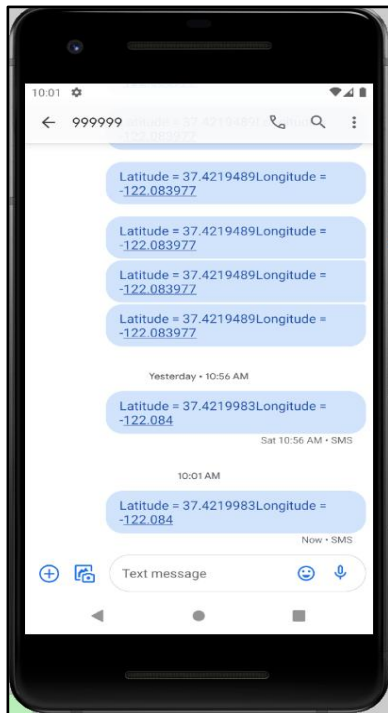 10:01
999999
Latitude = 37.4219489Longitude =
-122.083977
Latitude = 37.4219489Longitude =
-122.083977
Latitude = 37.4219489Longitude =
-122.083977
Latitude = 37.4219489Longitude =
-122.083977
Yesterday • 10:56 AM
Latitude = 37.4219983Longitude =
-122.084
Sat 10:56 AM • SMS
10:01 AM
Latitude = 37.4219983Longitude =
-122.084
Now • SMS
Text message